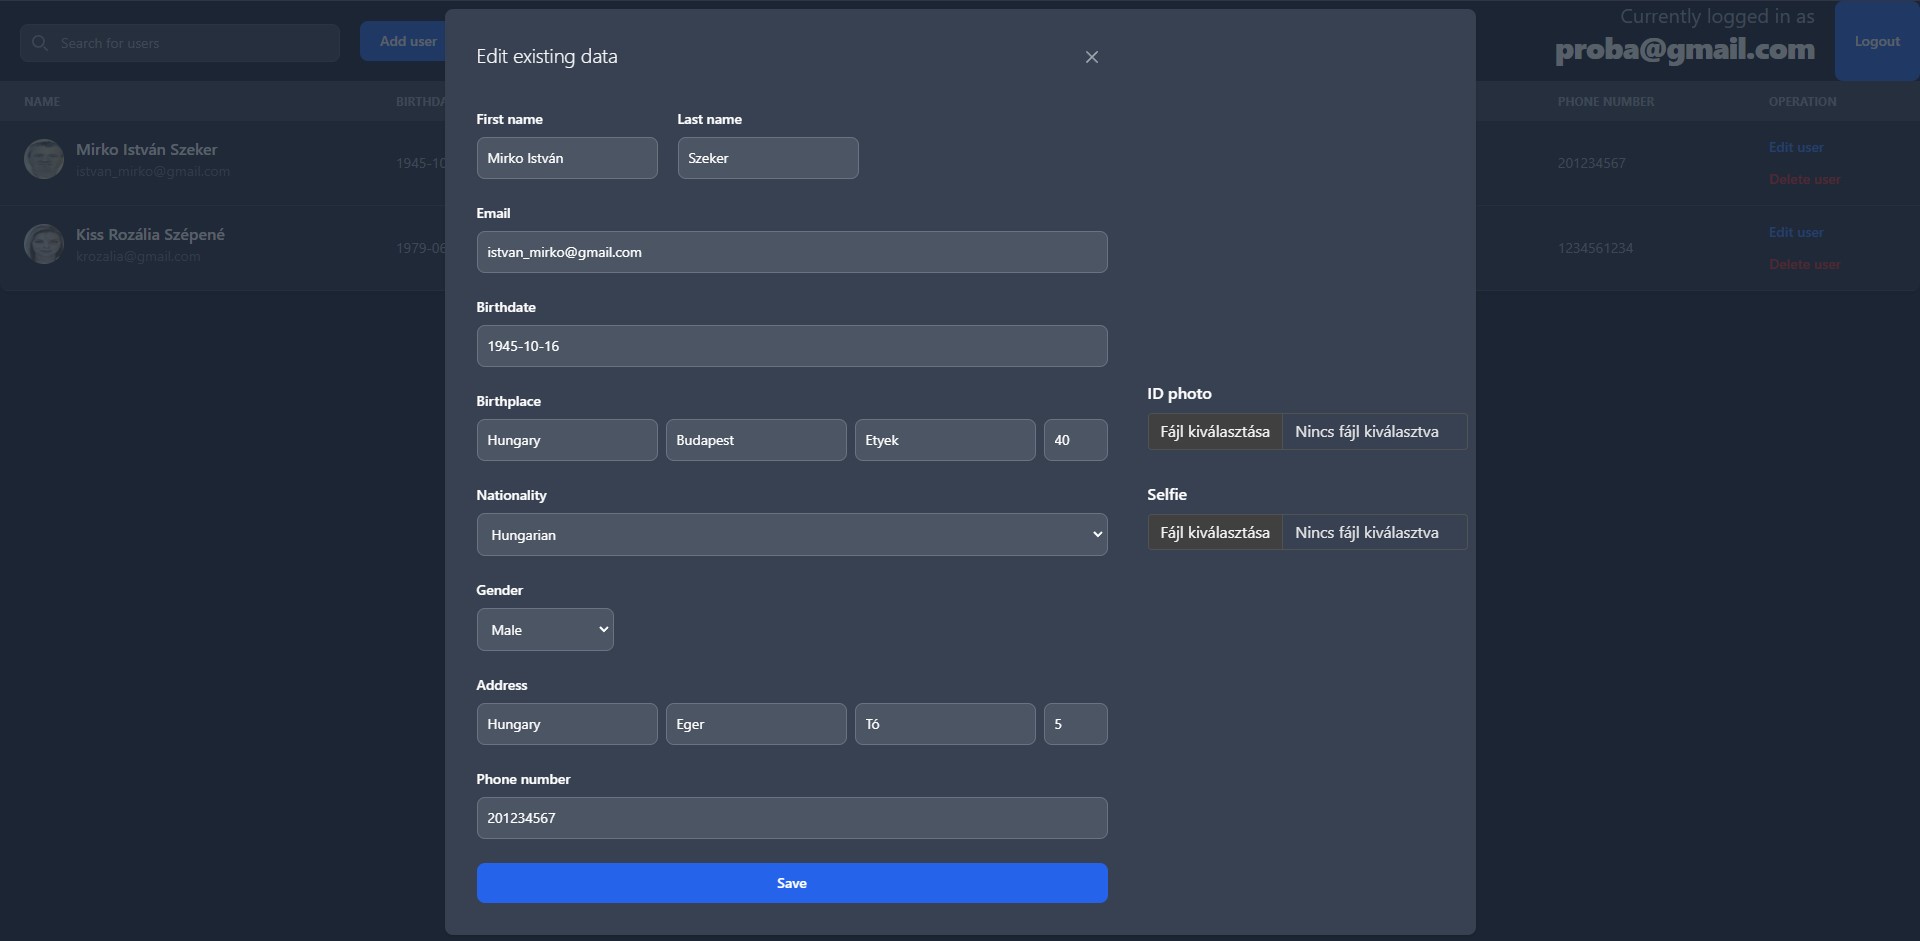 Search for users
Add user
Currently logged in as
proba@gmail.com
Logout
NAME
BIRTHDA
PHONE NUMBER
OPERATION
Mirko István Szeker
istvan_mirko@gmail.com
1945-10
201234567
Edit user
Delete user
Kiss Rozália Szépené
krozalia@gmail.com
1979-06
1234561234
Edit user
Delete user
Edit existing data
First name
Last name
Mirko István
Szeker
Email
istvan_mirko@gmail.com
Birthdate
1945-10-16
Birthplace
Hungary
Budapest
Etyek
40
Nationality
Hungarian
Gender
Male
Address
Hungary
Eger
Tó
5
Phone number
201234567
Save
ID photo
Fájl kiválasztása Nincs fájl kiválasztva
Selfie
Fájl kiválasztása Nincs fájl kiválasztva